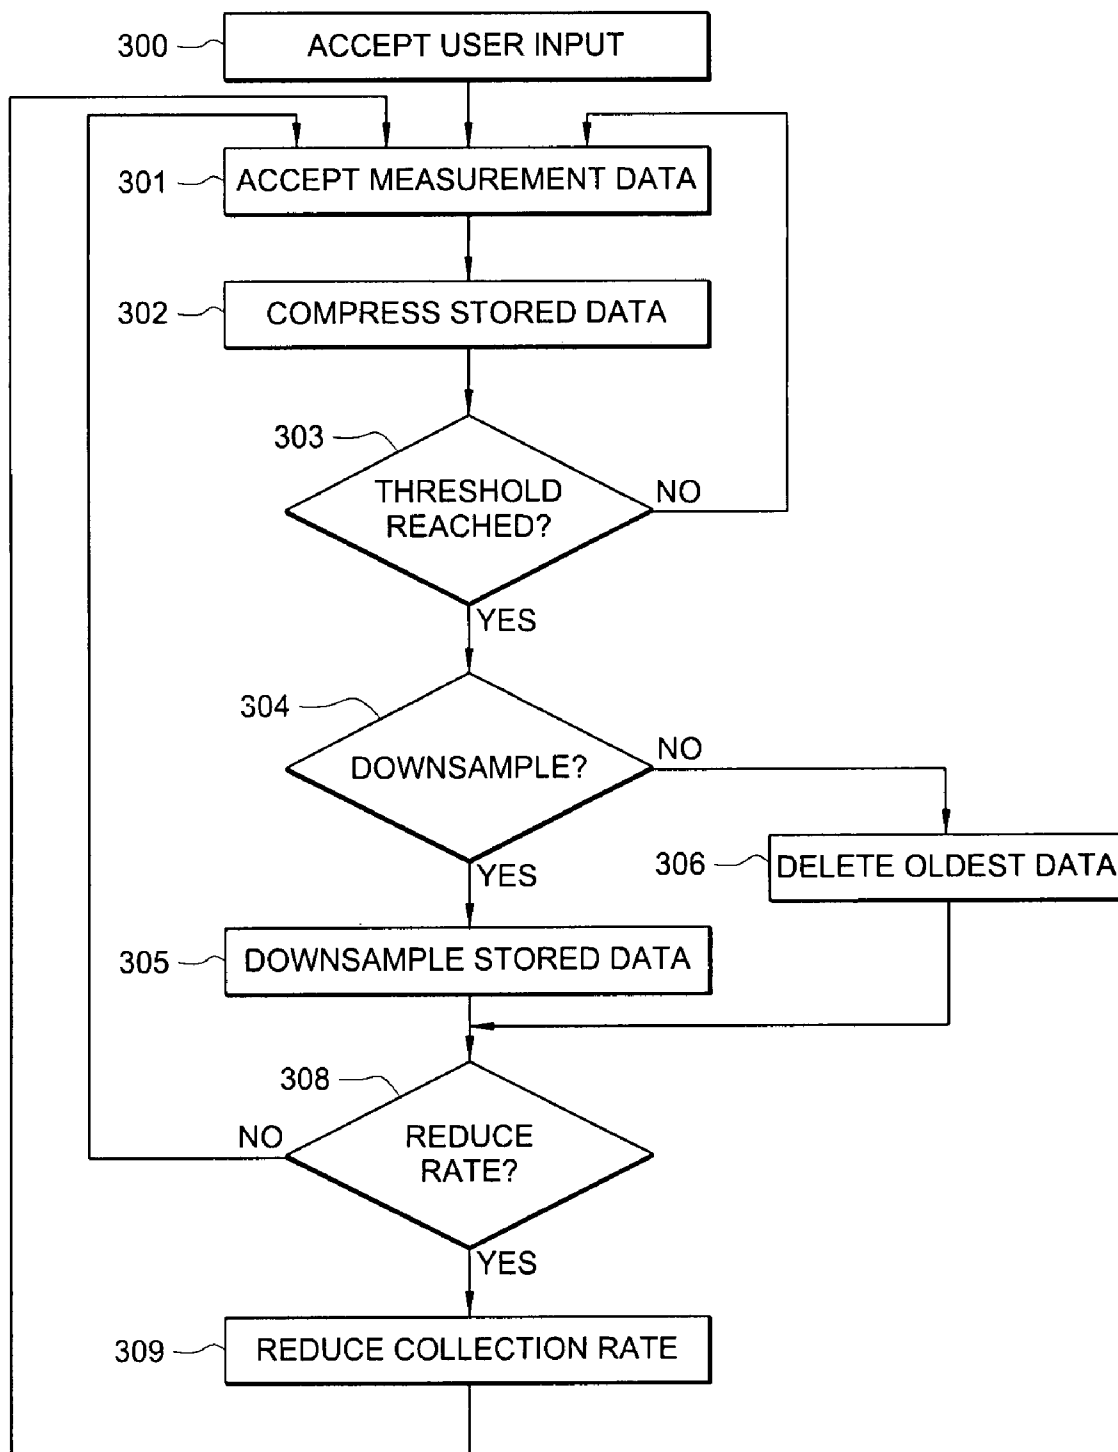 300
ACCEPT USER INPUT
301
ACCEPT MEASUREMENT DATA
302
COMPRESS STORED DATA
303
THRESHOLD
REACHED?
NO
YES
304
DOWNSAMPLE?
NO
YES
306
DELETE OLDEST DATA
305
DOWNSAMPLE STORED DATA
308
REDUCE
RATE?
NO
YES
309
REDUCE COLLECTION RATE